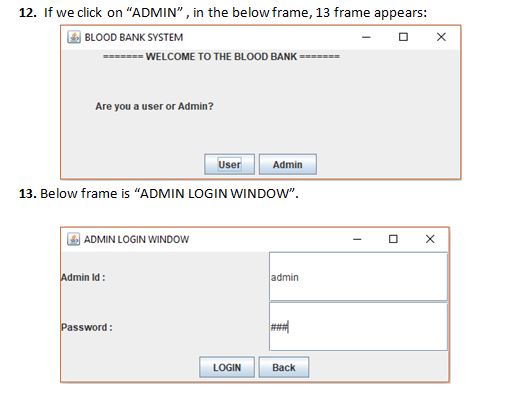 12. If we click on “ADMIN” , in the below frame, 13 frame appears:
BLOOD BANK SYSTEM
======= WELCOME TO THE BLOOD BANK =======
Are you a user or Admin?
User Admin
13. Below frame is “ADMIN LOGIN WINDOW”.
ADMIN LOGIN WINDOW
Admin Id : admin
Password : ###
LOGIN Back